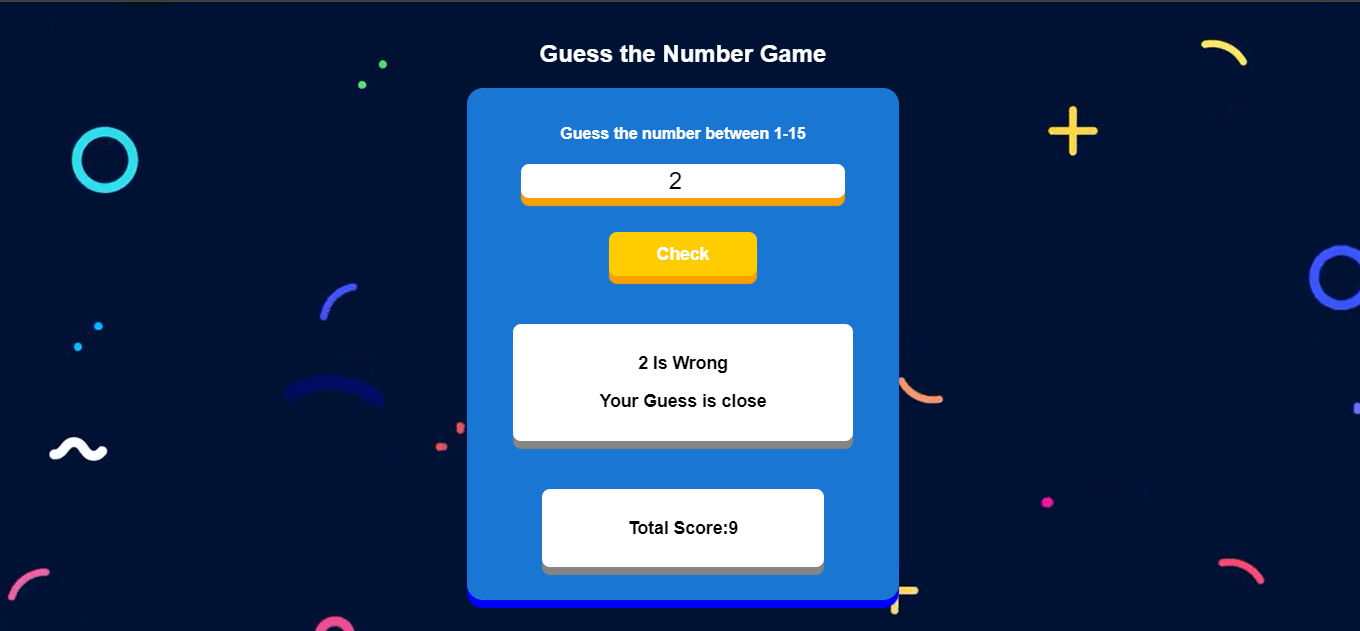 Guess the Number Game
Guess the number between 1-15
2
Check
2 Is Wrong
Your Guess is close
Total Score:9